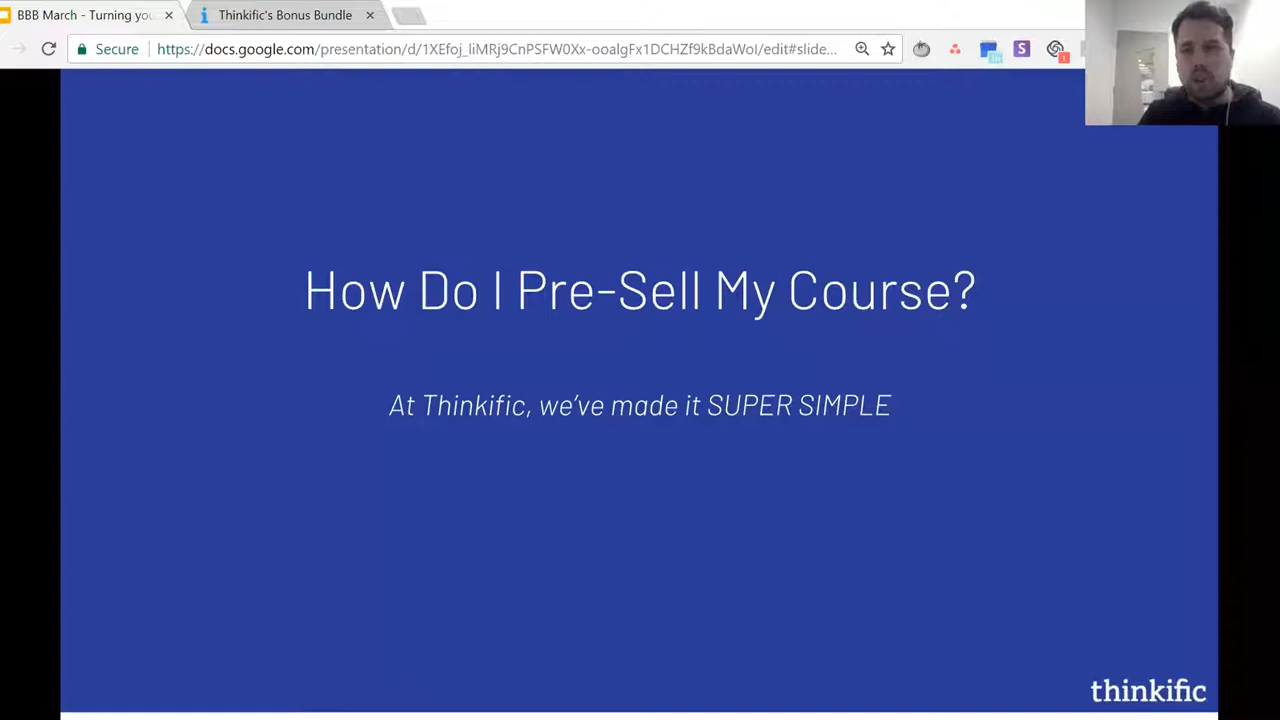 BBB March - Turning you
Thinkific's Bonus Bundle
Secure
https://docs.google.com/presentation/d/1XEfoj_liMRj9CnPSFW0Xx-ooalgFx1DCHZf9kBdaWoI/edit#slide...
S
1
How Do I Pre-Sell My Course?
At Thinkific, we've made it SUPER SIMPLE
thinkific